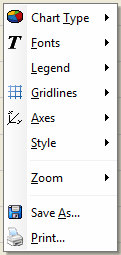 Chart Type
Fonts
Legend
Gridlines
Axes
Style
Zoom
Save As...
Print...